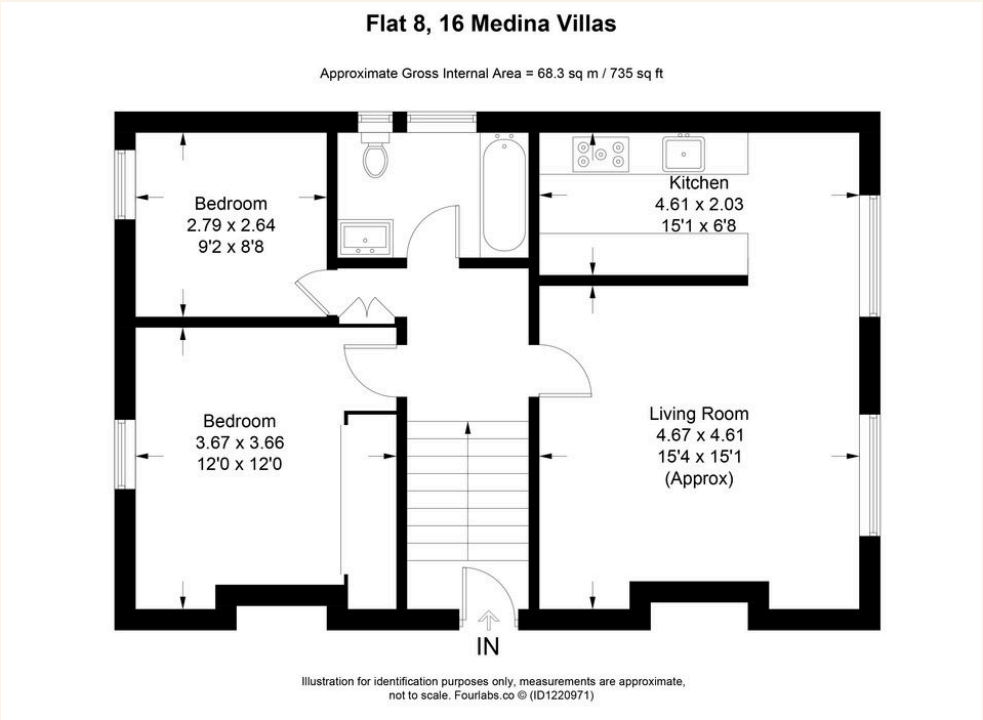 Flat 8, 16 Medina Villas
Approximate Gross Internal Area = 68.3 sq m / 735 sq ft
Bedroom
2.79 x 2.64
9'2 x 8'8
Kitchen
4.61 x 2.03
15'1 x 6'8
Bedroom
3.67 x 3.66
12'0 x 12'0
Living Room
4.67 x 4.61
15'4 x 15'1
(Approx)
IN
Illustration for identification purposes only, measurements are approximate,
not to scale. Fourlabs.co © (ID1220971)